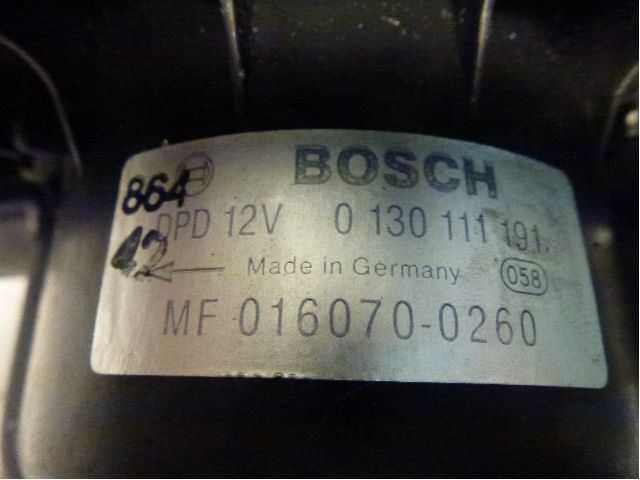 BOSCH
864
DPD 12V 0 130 111 191
42
Made in Germany 058
MF 016070-0260